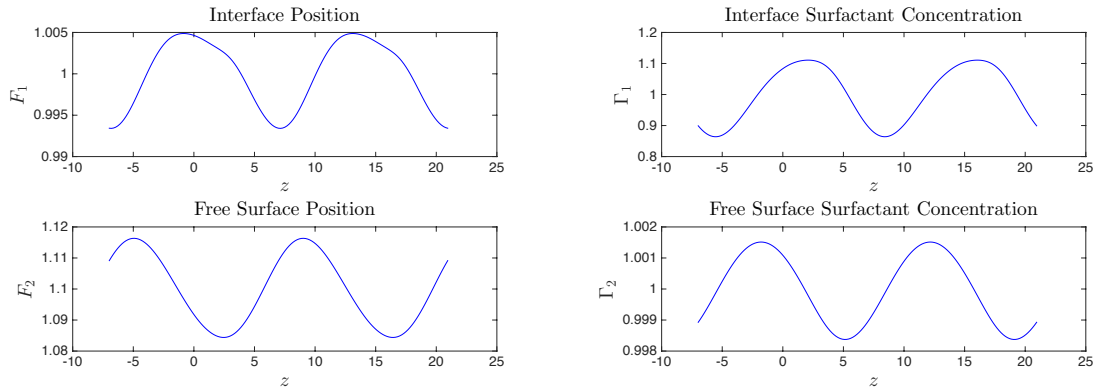 Interface Position
1.005
1
0.995
0.99
F₁
-10 -5 0 5 10 15 20 25
z
Interface Surfactant Concentration
1.2
1.1
1
0.9
0.8
Γ₁
-10 -5 0 5 10 15 20 25
z
Free Surface Position
1.12
1.11
1.1
1.09
1.08
F₂
-10 -5 0 5 10 15 20 25
z
Free Surface Surfactant Concentration
1.002
1.001
1
0.999
0.998
Γ₂
-10 -5 0 5 10 15 20 25
z